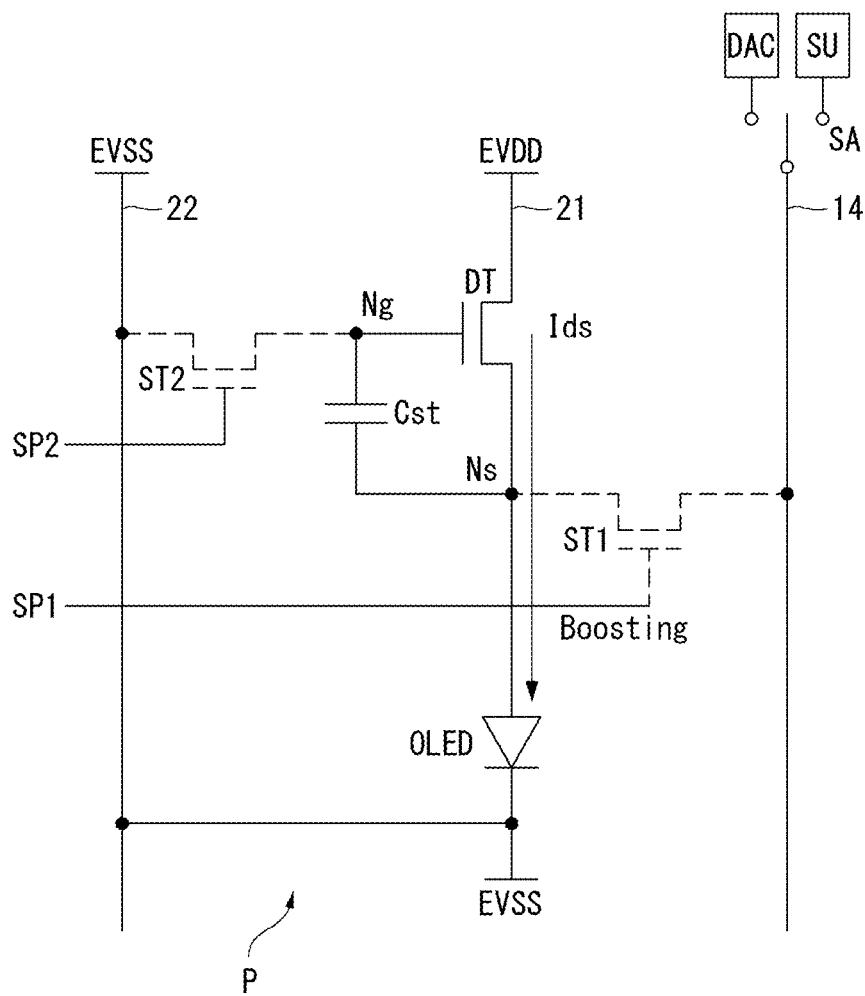 DAC
SU
SA
EVSS
EVDD
22
21
14
DT
Ng
Ids
ST2
Cst
SP2
Ns
ST1
SP1
Boosting
OLED
EVSS
P